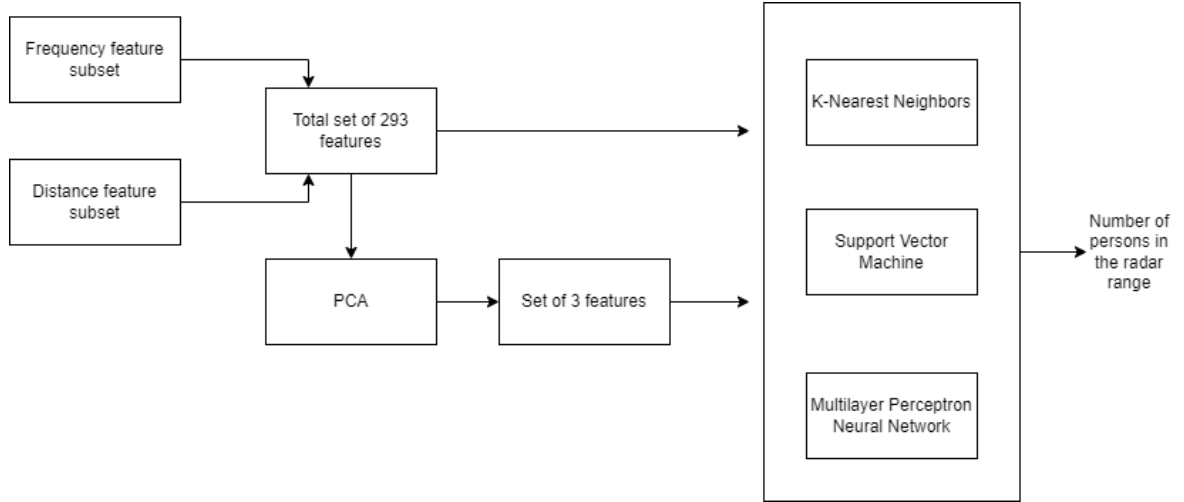 Frequency feature
subset
Distance feature
subset
Total set of 293
features
PCA
Set of 3 features
K-Nearest Neighbors
Support Vector
Machine
Multilayer Perceptron
Neural Network
Number of
persons in
the radar
range